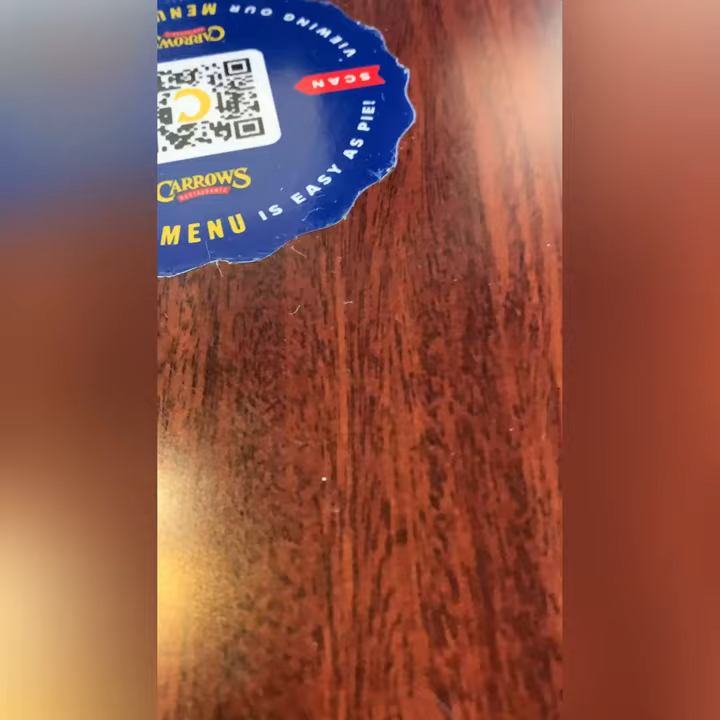 VIEWING OUR
MENU
CARROWS
SCAN
C
CARROWS
RESTAURANTS
MENU
IS EASY AS PIE!